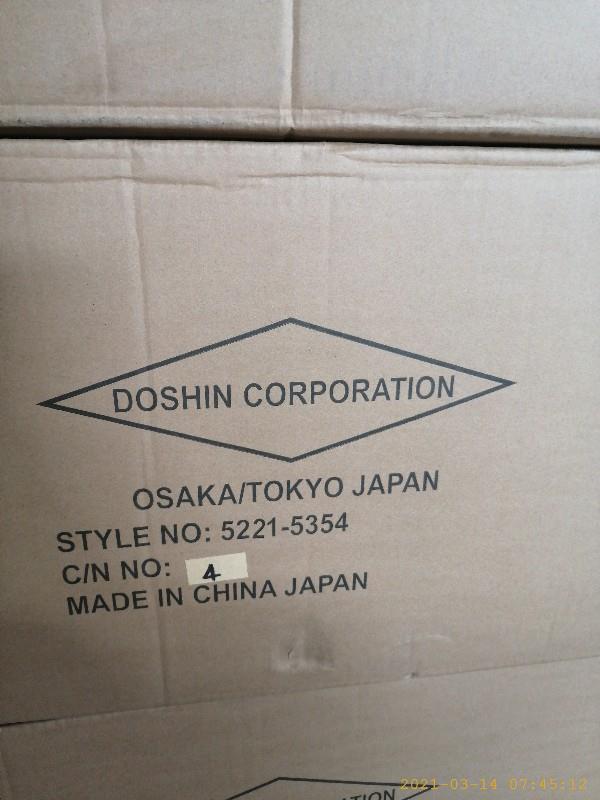 DOSHIN CORPORATION
OSAKA/TOKYO JAPAN
STYLE NO: 5221-5354
C/N NO: 4
MADE IN CHINA JAPAN
2021-03-14 07:45:12